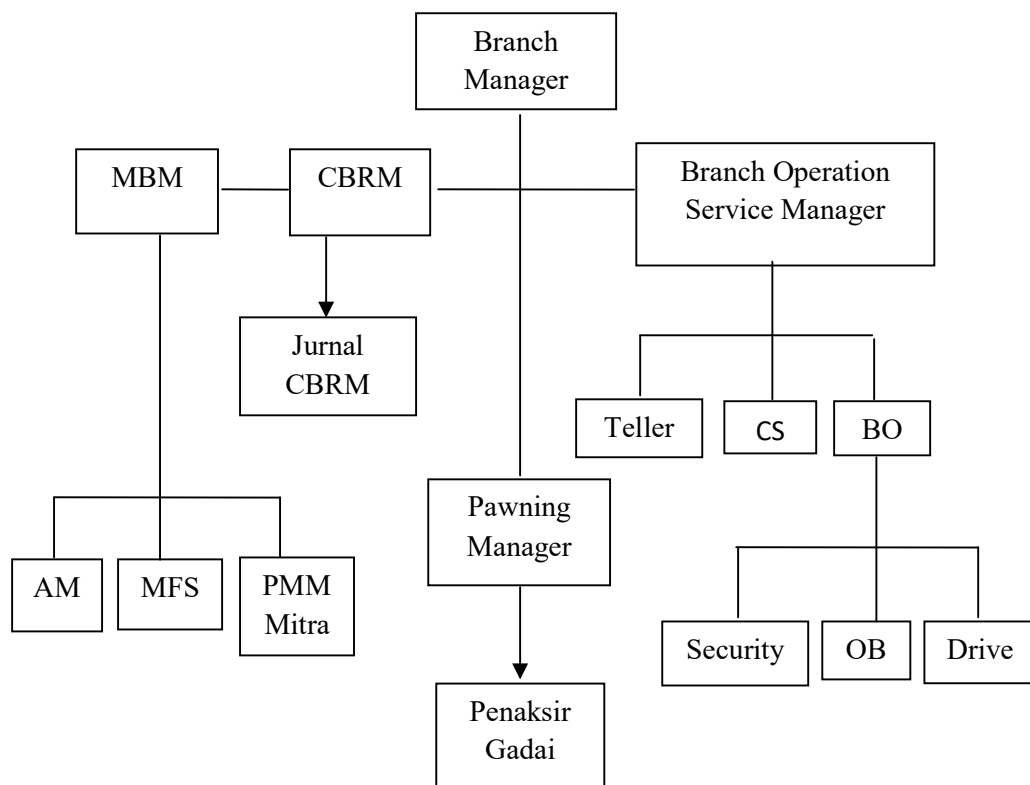 Branch
Manager
MBM
CBRM
Branch Operation
Service Manager
Jurnal
CBRM
Teller
CS
BO
Pawning
Manager
AM
MFS
PMM
Mitra
Security
OB
Drive
Penaksir
Gadai